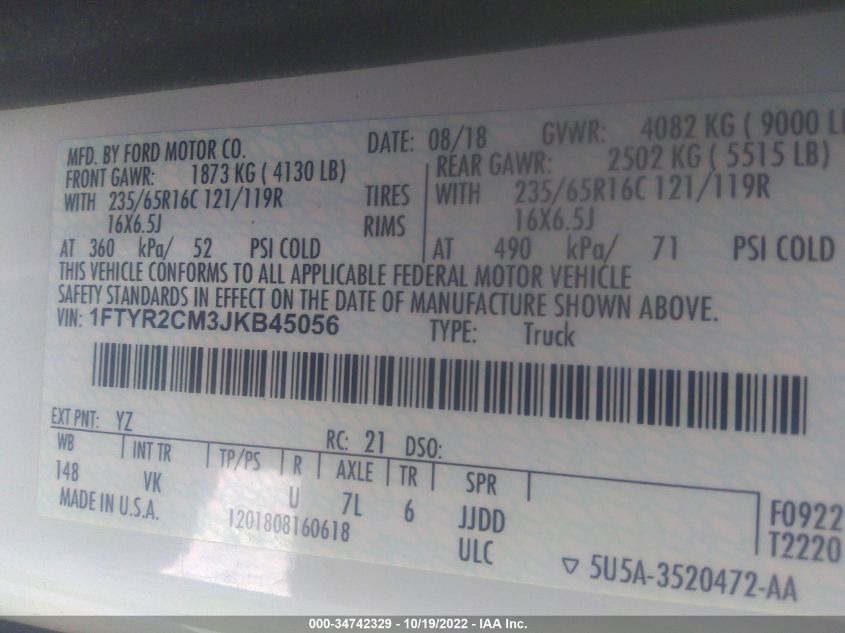 MFD. BY FORD MOTOR CO. DATE: 08/18 GVWR: 4082 KG ( 9000 L
FRONT GAWR: 1873 KG ( 4130 LB) REAR GAWR: 2502 KG ( 5515 LB)
WITH 235/65R16C 121/119R TIRES WITH 235/65R16C 121/119R
16X6.5J RIMS 16X6.5J
AT 360 kPa/ 52 PSI COLD AT 490 kPa/ 71 PSI COLD
THIS VEHICLE CONFORMS TO ALL APPLICABLE FEDERAL MOTOR VEHICLE
SAFETY STANDARDS IN EFFECT ON THE DATE OF MANUFACTURE SHOWN ABOVE.
VIN: 1FTYR2CM3JKB45056 TYPE: Truck
EXT PNT: YZ RC: 21 DSO:
WB INT TR TP/PS R AXLE TR SPR
148 VK U 7L 6 JJDD F0922
MADE IN U.S.A. 1201808160618 ULC T2220
5U5A-3520472-AA
000-34742329 - 10/19/2022 - IAA Inc.